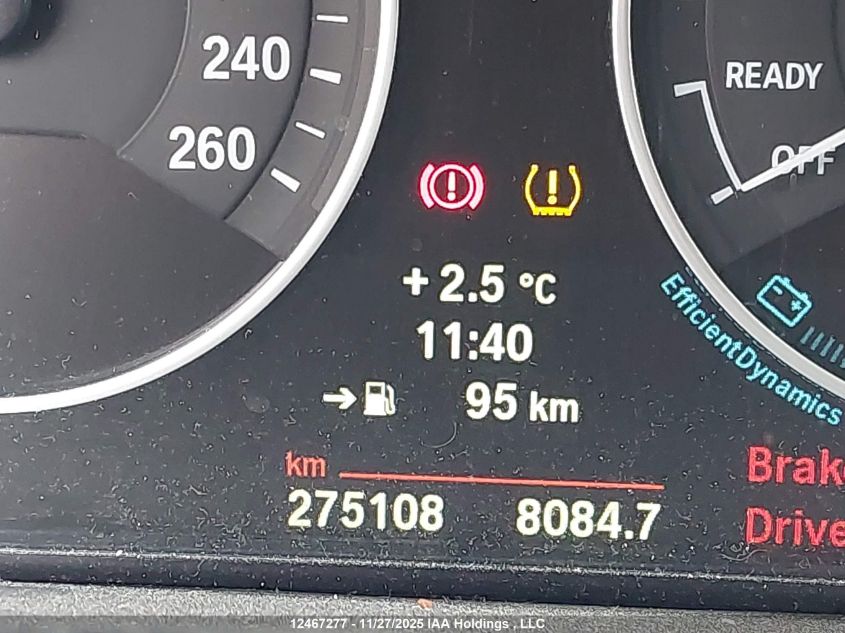 240
260
READY
OFF
+ 2.5 °C
11:40
→ 95 km
EfficientDynamics
km
275108 8084.7
Brake
Drive
12467277 - 11/27/2025 IAA Holdings , LLC